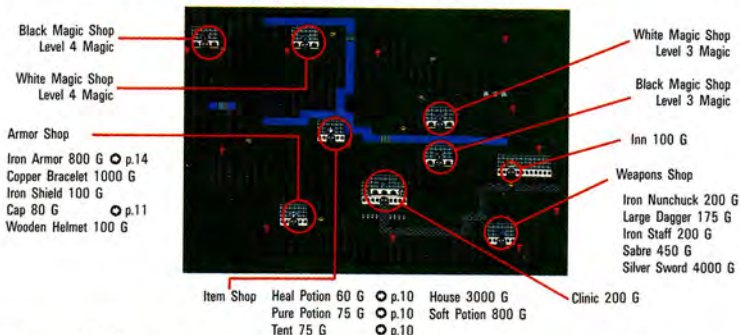 Black Magic Shop
Level 4 Magic
White Magic Shop
Level 4 Magic
Armor Shop
Iron Armor 800 G p.14
Copper Bracelet 1000 G
Iron Shield 100 G
Cap 80 G p.11
Wooden Helmet 100 G
White Magic Shop
Level 3 Magic
Black Magic Shop
Level 3 Magic
Inn 100 G
Weapons Shop
Iron Nunchuck 200 G
Large Dagger 175 G
Iron Staff 200 G
Sabre 450 G
Silver Sword 4000 G
Item Shop
Heal Potion 60 G p.10
Pure Potion 75 G p.10
Tent 75 G p.10
House 3000 G
Soft Potion 800 G
Clinic 200 G